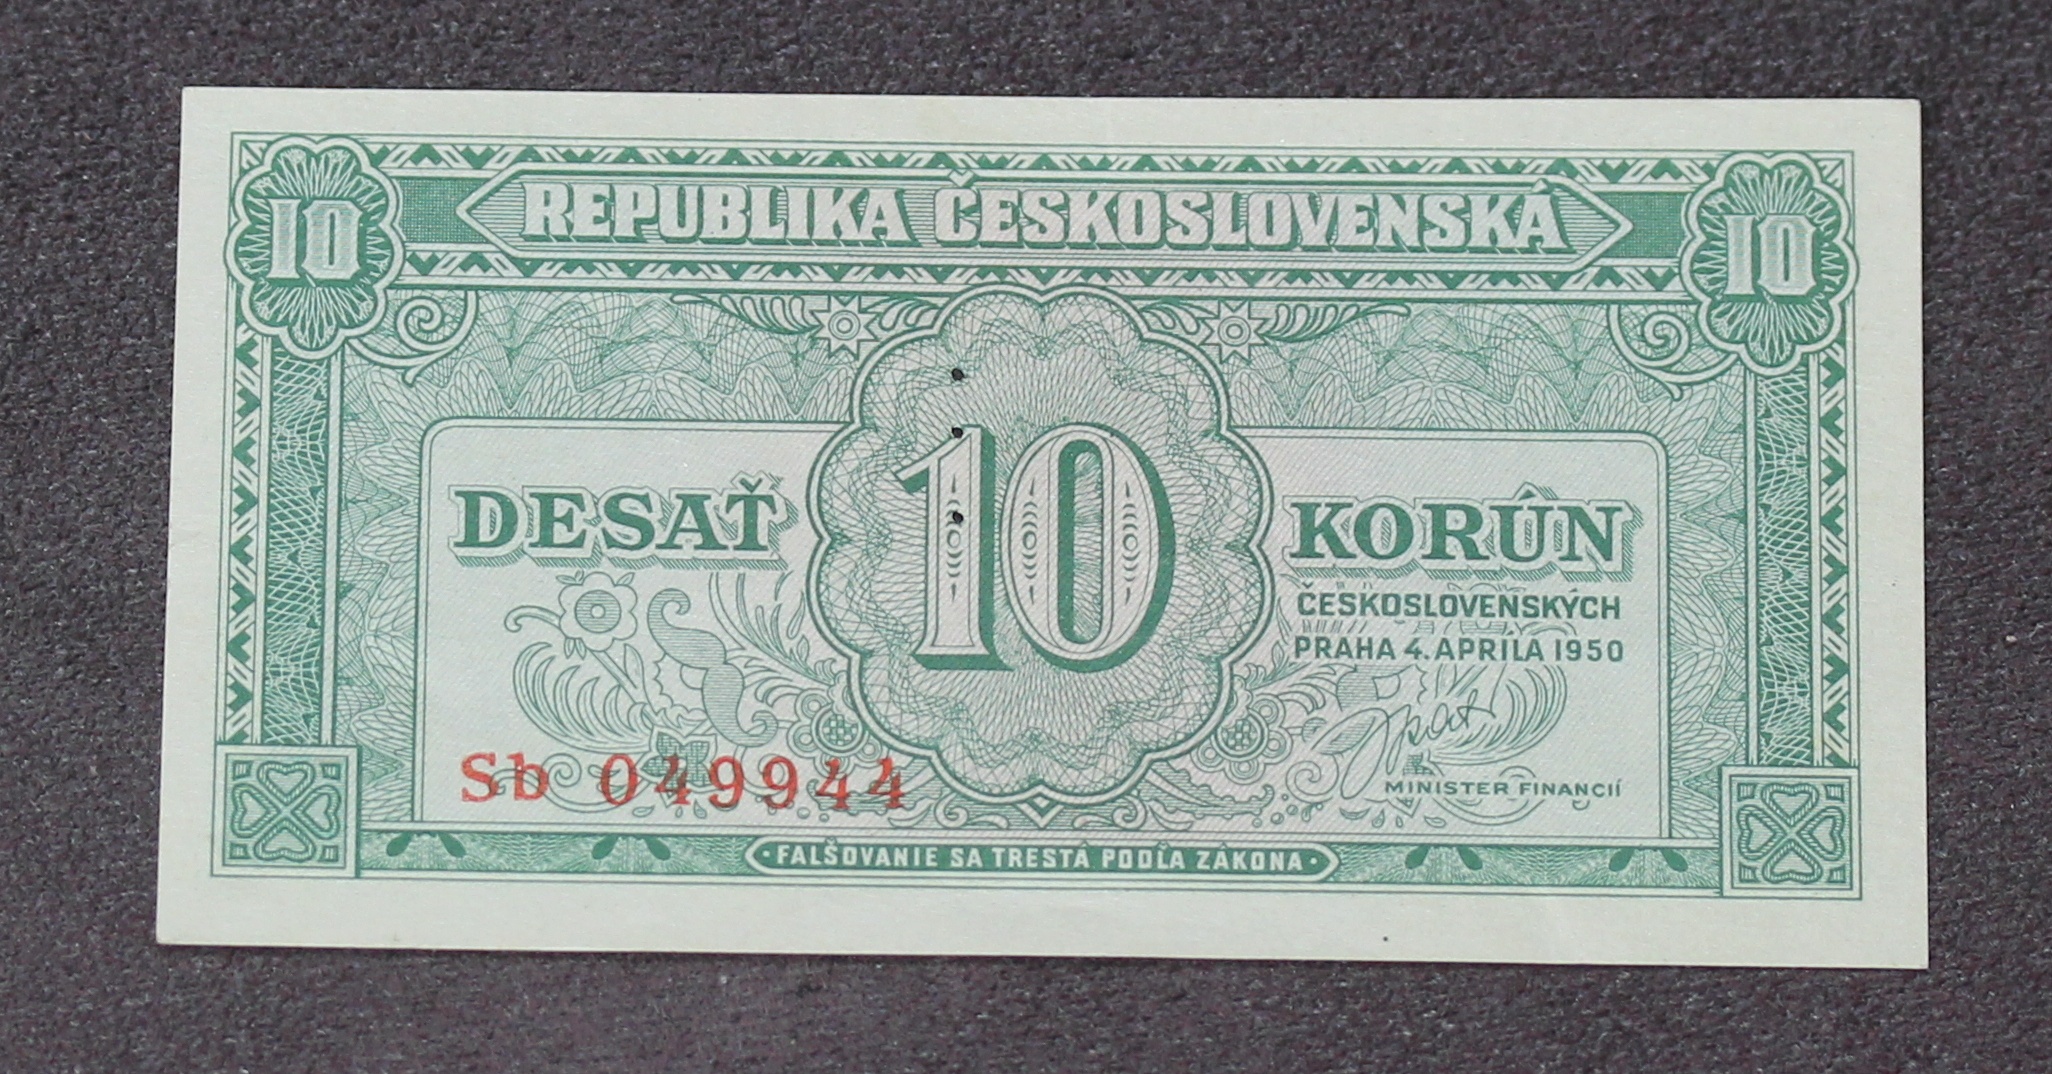 10 REPUBLIKA ČESKOSLOVENSKÁ 10
DESAŤ 10 KORÚN
ČESKOSLOVENSKÝCH
PRAHA 4. APRÍLA 1950
Sb 049944
MINISTER FINANCIÍ
FALŠOVANIE SA TRESTÁ PODĽA ZÁKONA